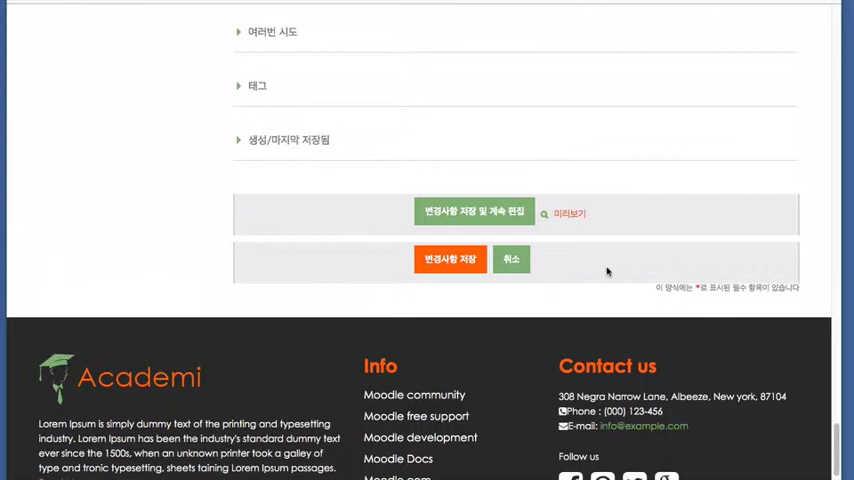 여러번 시도
태그
생성/마지막 저장됨
변경사항 저장 및 계속 편집 미리보기
변경사항 저장 취소
이 양식에는 *로 표시된 필수 항목이 있습니다
Academi
Lorem Ipsum is simply dummy text of the printing and typesetting
industry. Lorem Ipsum has been the industry's standard dummy text
ever since the 1500s, when an unknown printer took a galley of
type and tronic typesetting, sheets taining Lorem Ipsum passages.
Info
Moodle community
Moodle free support
Moodle development
Moodle Docs
Moodle.com
Contact us
308 Negra Narrow Lane, Albeeze, New york, 87104
Phone : (000) 123-456
E-mail: info@example.com
Follow us